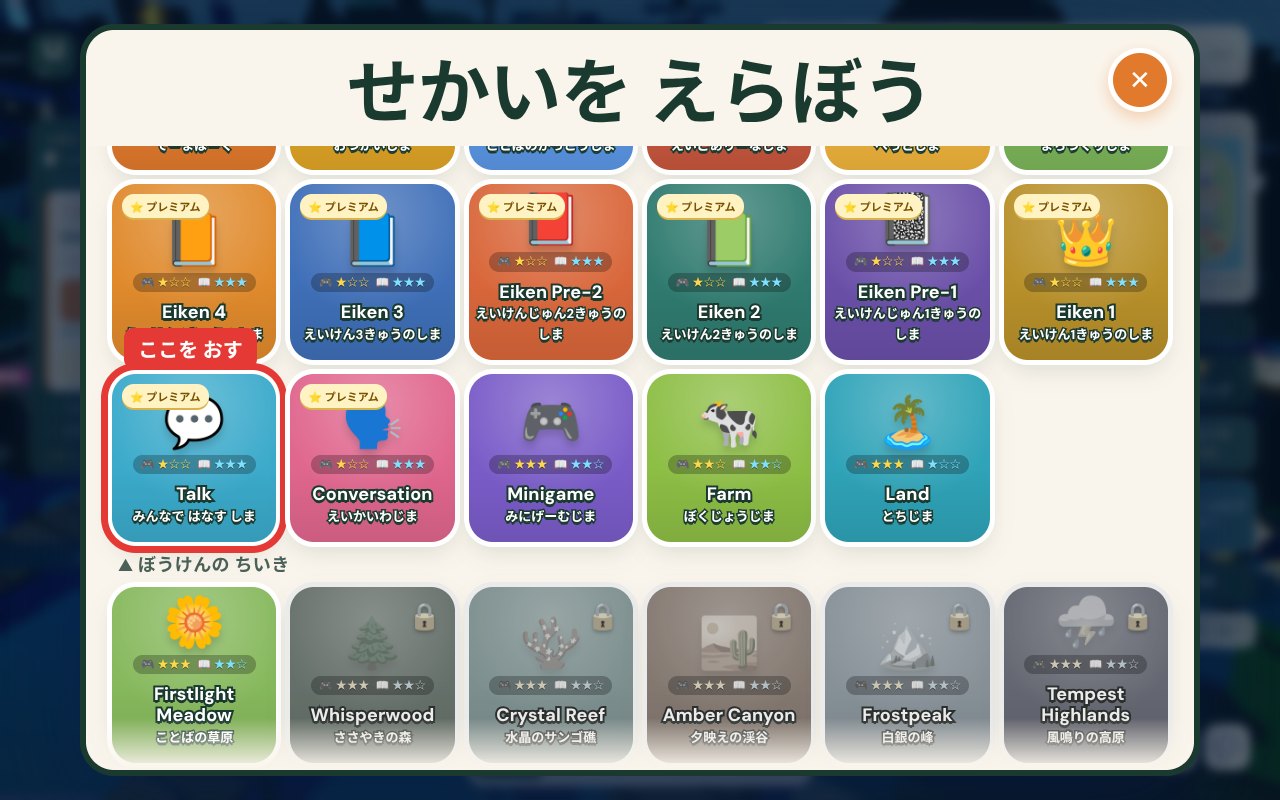 せかいを えらぼう
✕
⭐ プレミアム
⭐ プレミアム
⭐ プレミアム
⭐ プレミアム
⭐ プレミアム
⭐ プレミアム
🎮 ★☆☆ 📖 ★★★
🎮 ★☆☆ 📖 ★★★
🎮 ★☆☆ 📖 ★★★
🎮 ★☆☆ 📖 ★★★
🎮 ★☆☆ 📖 ★★★
🎮 ★☆☆ 📖 ★★★
Eiken 4
Eiken 3
えいけん3きゅうのしま
Eiken Pre-2
えいけんじゅん2きゅうの
しま
Eiken 2
えいけん2きゅうのしま
Eiken Pre-1
えいけんじゅん1きゅうの
しま
Eiken 1
えいけん1きゅうのしま
ここを おす
⭐ プレミアム
🎮 ★☆☆ 📖 ★★★
Talk
みんなで はなす しま
⭐ プレミアム
🎮 ★☆☆ 📖 ★★★
Conversation
えいかいわじま
🎮 ★★★ 📖 ★★☆
Minigame
みにげーむじま
🎮 ★★☆ 📖 ★★☆
Farm
ぼくじょうじま
🎮 ★★★ 📖 ★☆☆
Land
とちじま
▲ ぼうけんの ちいき
🎮 ★★★ 📖 ★★☆
Firstlight
Meadow
ことばの草原
🎮 ★★★ 📖 ★★☆
Whisperwood
ささやきの森
🎮 ★★★ 📖 ★★☆
Crystal Reef
水晶のサンゴ礁
🎮 ★★★ 📖 ★★☆
Amber Canyon
夕映えの渓谷
🎮 ★★★ 📖 ★★☆
Frostpeak
白銀の峰
🎮 ★★★ 📖 ★★☆
Tempest
Highlands
風鳴りの高原